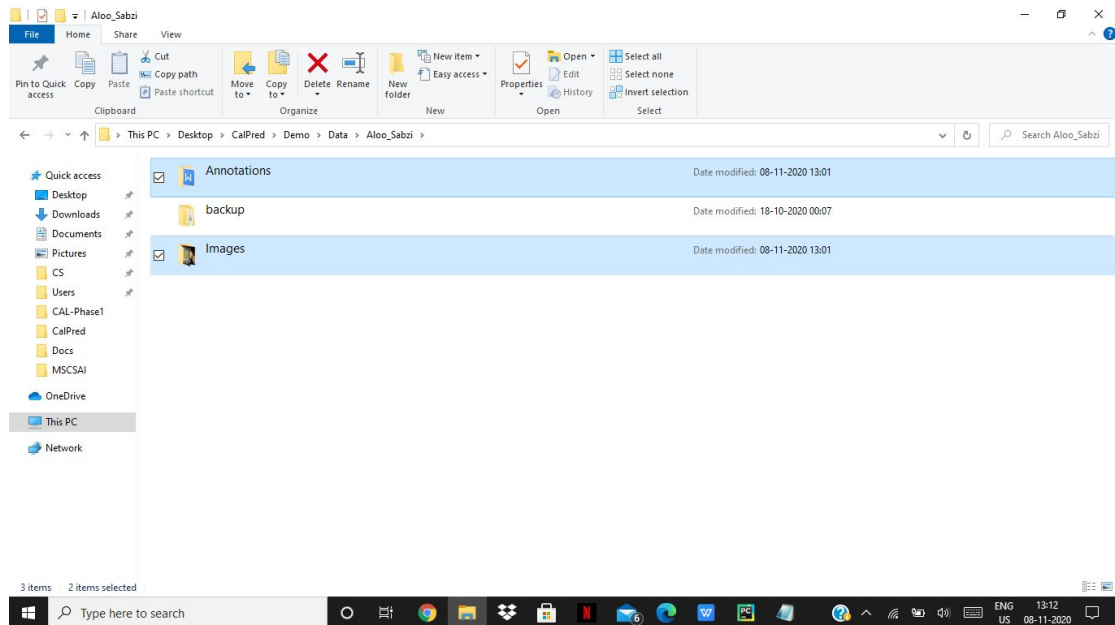 Aloo_Sabzi
File Home Share View
Pin to Quick access
Copy
Paste
Cut
Copy path
Paste shortcut
Clipboard
Move to
Copy to
Delete
Rename
Organize
New folder
New item
Easy access
New
Properties
Open
Edit
History
Open
Select all
Select none
Invert selection
Select
This PC > Desktop > CalPred > Demo > Data > Aloo_Sabzi >
Search Aloo_Sabzi
Quick access
Desktop
Downloads
Documents
Pictures
CS
Users
CAL-Phase1
CalPred
Docs
MSCSAI
OneDrive
This PC
Network
Annotations Date modified: 08-11-2020 13:01
backup Date modified: 18-10-2020 00:07
Images Date modified: 08-11-2020 13:01
3 items 2 items selected
Type here to search
6
ENG
US
13:12
08-11-2020